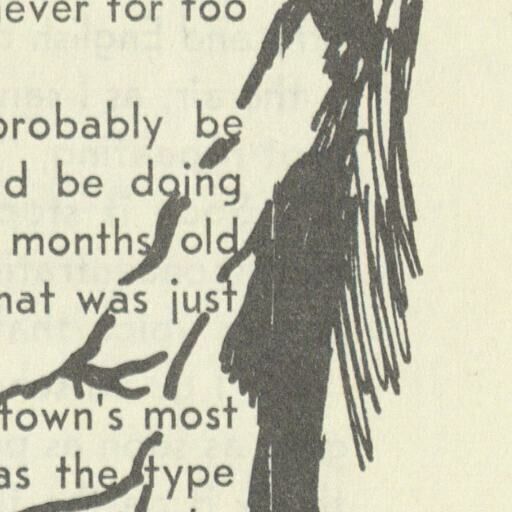 never for too
probably be
d be doing
months old
hat was just
town's most
as the type